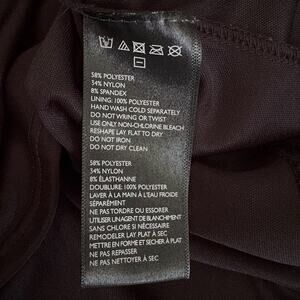 58% POLYESTER
34% NYLON
8% SPANDEX
LINING: 100% POLYESTER
HAND WASH COLD SEPARATELY
DO NOT WRING OR TWIST
USE ONLY NON-CHLORINE BLEACH
RESHAPE LAY FLAT TO DRY
DO NOT IRON
DO NOT DRY CLEAN
58% POLYESTER
34% NYLON
8% ÉLASTHANNE
DOUBLURE: 100% POLYESTER
LAVER À LA MAIN À L'EAU FROIDE
SÉPARÉMENT
NE PAS TORDRE OU ESSORER
UTILISER UN AGENT DE BLANCHIMENT
SANS CHLORE SI NÉCESSAIRE
REMODELER LAY PLAT À SEC
METTRE EN FORME ET SÉCHER À PLAT
NE PAS REPASSER
NE PAS NETTOYER À SEC